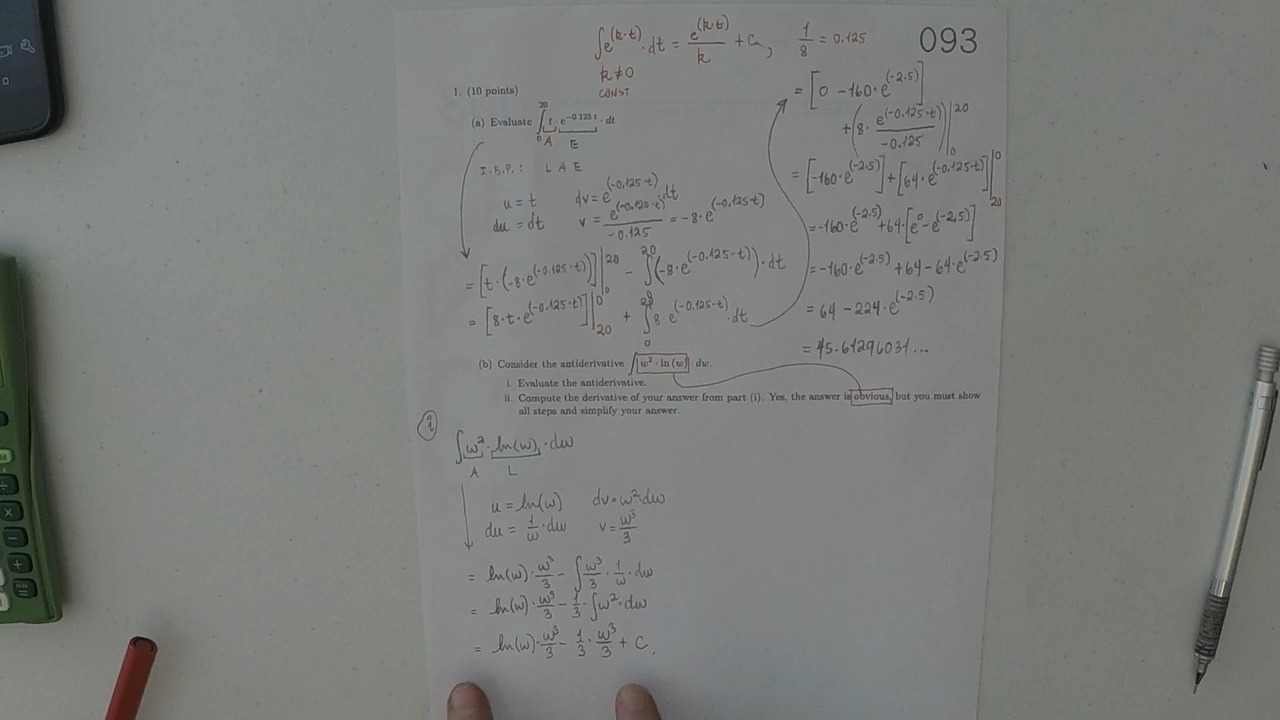 ∫e^(k·t)·dt = e^(k·t)/k + C, 1/8 = 0.125
k≠0
CONST
093
1. (10 points)
(a) Evaluate ∫₀²⁰ t · e^−0.125·t · dt
A E
I.B.P.: L A E
u = t dv = e^(-0.125·t)·dt
du = dt v = e^(-0.125·t)/-0.125 = -8·e^(-0.125·t)
= [t·(-8·e^(-0.125·t))]|₀²⁰ - ∫₀²⁰(-8·e^(-0.125·t))·dt
= [8·t·e^(-0.125·t)]|₂₀⁰ + ∫₀²⁰ 8·e^(-0.125·t)·dt
= [0 -160·e^(-2.5)]
+(8·e^(-0.125·t)/-0.125)|₀²⁰
= [-160·e^(-2.5)] + [64·e^(-0.125·t)]|₂₀⁰
= -160·e^(-2.5) + 64·[e⁰ - e^(-2.5)]
= -160·e^(-2.5) + 64 - 64·e^(-2.5)
= 64 - 224·e^(-2.5)
= 45.61296031...
(b) Consider the antiderivative ∫ w² · ln (w) · dw.
i. Evaluate the antiderivative.
ii. Compute the derivative of your answer from part (i). Yes, the answer is obvious, but you must show
all steps and simplify your answer.
i
∫w²·ln(w)·dw
A L
u = ln(w) dv = w²·dw
du = 1/w·dw v = w³/3
= ln(w)·w³/3 - ∫w³/3·1/w·dw
= ln(w)·w³/3 - 1/3·∫w²·dw
= ln(w)·w³/3 - 1/3·w³/3 + C.